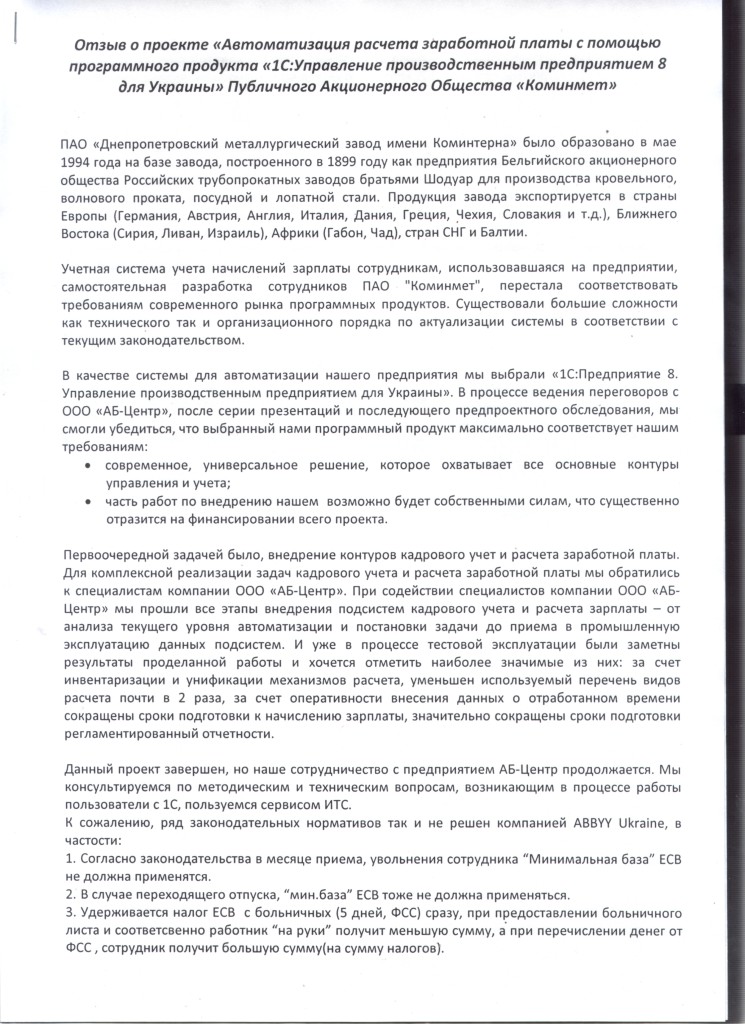 Отзыв о проекте «Автоматизация расчета заработной платы с помощью
программного продукта «1С:Управление производственным предприятием 8
для Украины» Публичного Акционерного Общества «Коминмет»
ПАО «Днепропетровский металлургический завод имени Коминтерна» было образовано в мае
1994 года на базе завода, построенного в 1899 году как предприятия Бельгийского акционерного
общества Российских трубопрокатных заводов братьями Шодуар для производства кровельного,
волнового проката, посудной и лопатной стали. Продукция завода экспортируется в страны
Европы (Германия, Австрия, Англия, Италия, Дания, Греция, Чехия, Словакия и т.д.), Ближнего
Востока (Сирия, Ливан, Израиль), Африки (Габон, Чад), стран СНГ и Балтии.
Учетная система учета начислений зарплаты сотрудникам, использовавшаяся на предприятии,
самостоятельная разработка сотрудников ПАО "Коминмет", перестала соответствовать
требованиям современного рынка программных продуктов. Существовали большие сложности
как технического так и организационного порядка по актуализации системы в соответствии с
текущим законодательством.
В качестве системы для автоматизации нашего предприятия мы выбрали «1С:Предприятие 8.
Управление производственным предприятием для Украины». В процессе ведения переговоров с
ООО «АБ-Центр», после серии презентаций и последующего предпроектного обследования, мы
смогли убедиться, что выбранный нами программный продукт максимально соответствует нашим
требованиям:
• современное, универсальное решение, которое охватывает все основные контуры
управления и учета;
• часть работ по внедрению нашем возможно будет собственными силам, что существенно
отразится на финансировании всего проекта.
Первоочередной задачей было, внедрение контуров кадрового учет и расчета заработной платы.
Для комплексной реализации задач кадрового учета и расчета заработной платы мы обратились
к специалистам компании ООО «АБ-Центр». При содействии специалистов компании ООО «АБ-
Центр» мы прошли все этапы внедрения подсистем кадрового учета и расчета зарплаты – от
анализа текущего уровня автоматизации и постановки задачи до приема в промышленную
эксплуатацию данных подсистем. И уже в процессе тестовой эксплуатации были заметны
результаты проделанной работы и хочется отметить наиболее значимые из них: за счет
инвентаризации и унификации механизмов расчета, уменьшен используемый перечень видов
расчета почти в 2 раза, за счет оперативности внесения данных о отработанном времени
сокращены сроки подготовки к начислению зарплаты, значительно сокращены сроки подготовки
регламентированный отчетности.
Данный проект завершен, но наше сотрудничество с предприятием АБ-Центр продолжается. Мы
консультируемся по методическим и техническим вопросам, возникающим в процессе работы
пользователи с 1С, пользуемся сервисом ИТС.
К сожалению, ряд законодательных нормативов так и не решен компанией ABBYY Ukraine, в
частости:
1. Согласно законодательства в месяце приема, увольнения сотрудника “Минимальная база” ЕСВ
не должна применятся.
2. В случае переходящего отпуска, “мин.база” ЕСВ тоже не должна применяться.
3. Удерживается налог ЕСВ с больничных (5 дней, ФСС) сразу, при предоставлении больничного
листа и соответсвенно работник “на руки” получит меньшую сумму, а при перечислении денег от
ФСС , сотрудник получит большую сумму(на сумму налогов).